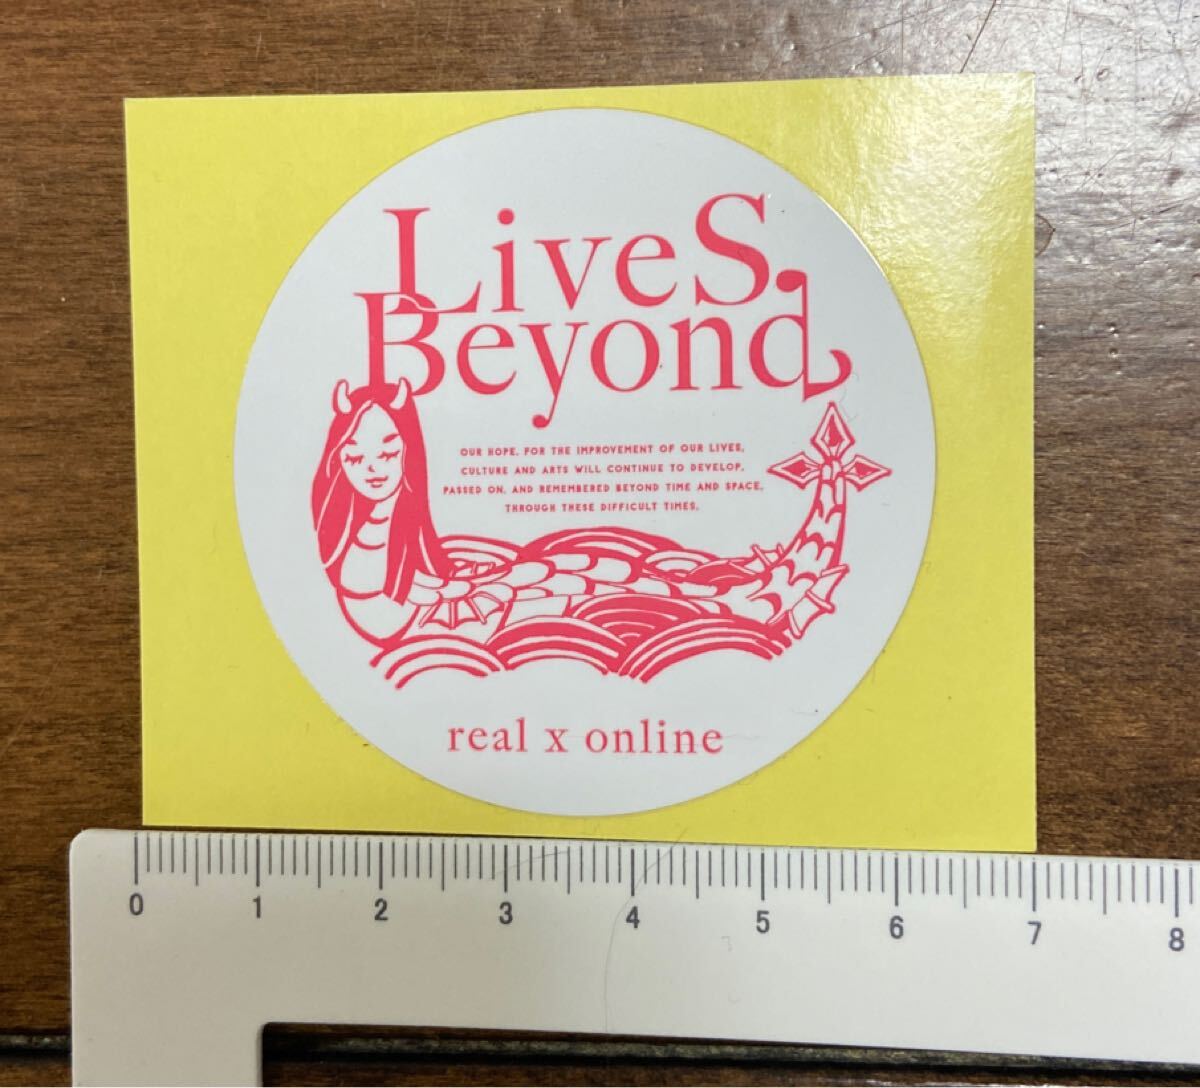 LiveS
Beyond
OUR HOPE, FOR THE IMPROVEMENT OF OUR LIVES,
CULTURE AND ARTS WILL CONTINUE TO DEVELOP,
PASSED ON, AND REMEMBERED BEYOND TIME AND SPACE,
THROUGH THESE DIFFICULT TIMES.
real x online
0 1 2 3 4 5 6 7 8